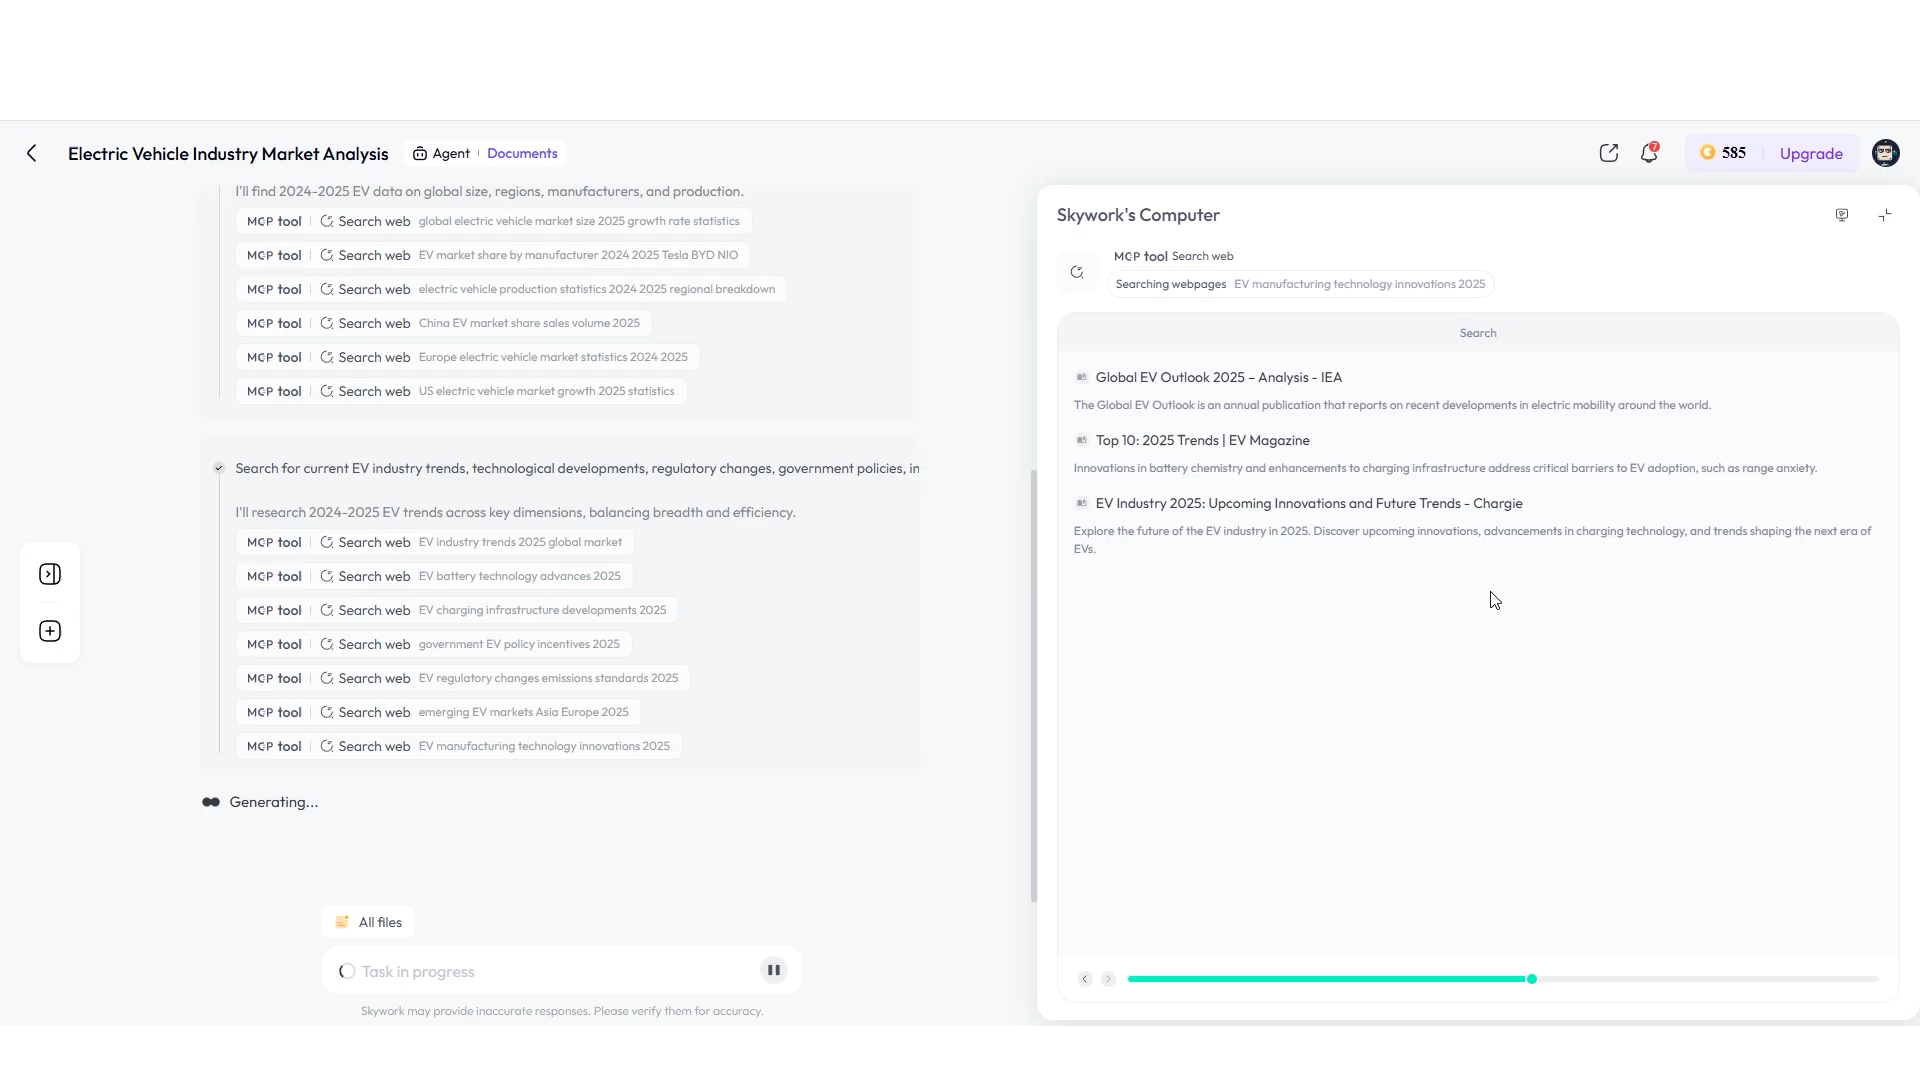 Electric Vehicle Industry Market Analysis
Agent
Documents
7
585
Upgrade
I'll find 2024-2025 EV data on global size, regions, manufacturers, and production.
MCP tool Search web global electric vehicle market size 2025 growth rate statistics
MCP tool Search web EV market share by manufacturer 2024 2025 Tesla BYD NIO
MCP tool Search web electric vehicle production statistics 2024 2025 regional breakdown
MCP tool Search web China EV market share sales volume 2025
MCP tool Search web Europe electric vehicle market statistics 2024 2025
MCP tool Search web US electric vehicle market growth 2025 statistics
Search for current EV industry trends, technological developments, regulatory changes, government policies, in
I'll research 2024-2025 EV trends across key dimensions, balancing breadth and efficiency.
MCP tool Search web EV industry trends 2025 global market
MCP tool Search web EV battery technology advances 2025
MCP tool Search web EV charging infrastructure developments 2025
MCP tool Search web government EV policy incentives 2025
MCP tool Search web EV regulatory changes emissions standards 2025
MCP tool Search web emerging EV markets Asia Europe 2025
MCP tool Search web EV manufacturing technology innovations 2025
Generating...
All files
Task in progress
Skywork may provide inaccurate responses. Please verify them for accuracy.
Skywork's Computer
MCP tool Search web
Searching webpages EV manufacturing technology innovations 2025
Search
Global EV Outlook 2025 – Analysis - IEA
The Global EV Outlook is an annual publication that reports on recent developments in electric mobility around the world.
Top 10: 2025 Trends | EV Magazine
Innovations in battery chemistry and enhancements to charging infrastructure address critical barriers to EV adoption, such as range anxiety.
EV Industry 2025: Upcoming Innovations and Future Trends - Chargie
Explore the future of the EV industry in 2025. Discover upcoming innovations, advancements in charging technology, and trends shaping the next era of
EVs.